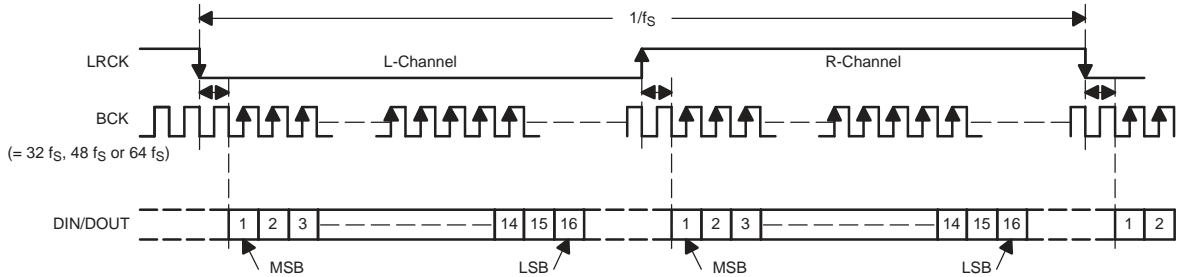 1/fS
LRCK
L-Channel
R-Channel
BCK
(= 32 fS, 48 fS or 64 fS)
DIN/DOUT
1 2 3 14 15 16 1 2 3 14 15 16 1 2
MSB LSB MSB LSB